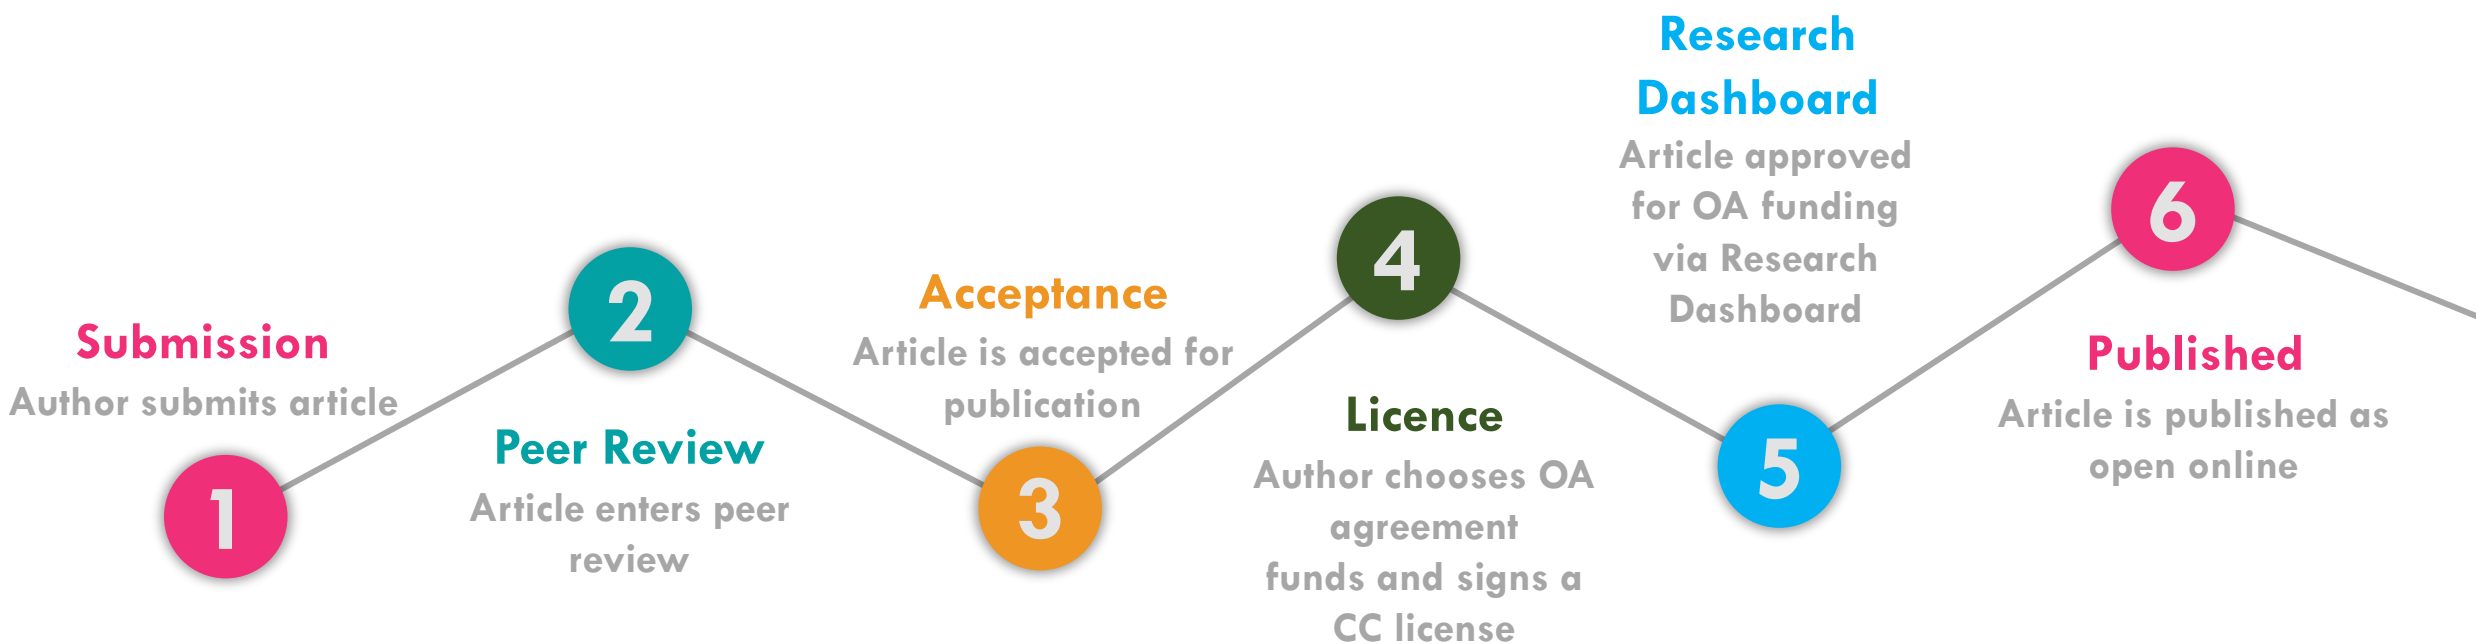 Submission
Author submits article
1
2
Peer Review
Article enters peer
review
Acceptance
Article is accepted for
publication
3
4
Licence
Author chooses OA
agreement
funds and signs a
CC license
Research
Dashboard
Article approved
for OA funding
via Research
Dashboard
5
6
Published
Article is published as
open online